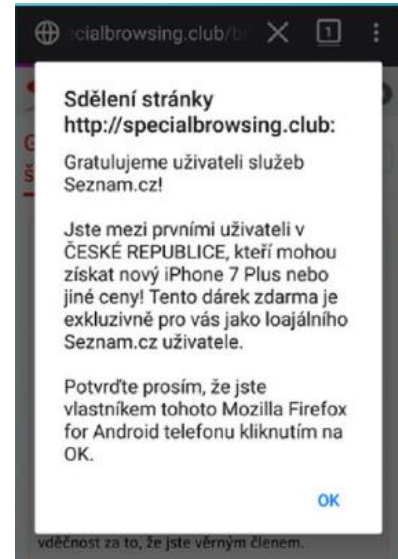 cialbrowsing.club/b
1
Sdělení stránky
http://specialbrowsing.club:
Gratulujeme uživateli služeb
Seznam.cz!
Jste mezi prvními uživateli v
ČESKÉ REPUBLICE, kteří mohou
získat nový iPhone 7 Plus nebo
jiné ceny! Tento dárek zdarma je
exkluzivně pro vás jako loajálního
Seznam.cz uživatele.
Potvrďte prosím, že jste
vlastníkem tohoto Mozilla Firefox
for Android telefonu kliknutím na
OK.
OK
vděčnost za to, že jste věrným členem.